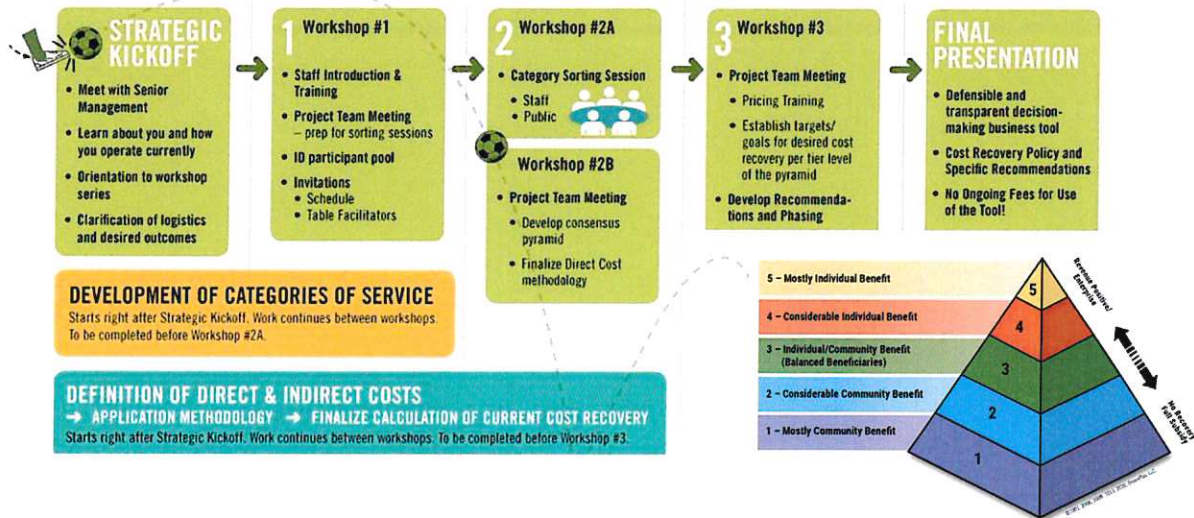 STRATEGIC
KICKOFF
• Meet with Senior
Management
• Learn about you and how
you operate currently
• Orientation to workshop
series
• Clarification of logistics
and desired outcomes
1 Workshop #1
• Staff Introduction &
Training
• Project Team Meeting
– prep for sorting sessions
• ID participant pool
• Invitations
• Schedule
• Table Facilitators
2 Workshop #2A
• Category Sorting Session
• Staff
• Public
Workshop #2B
• Project Team Meeting
• Develop consensus
pyramid
• Finalize Direct Cost
methodology
3 Workshop #3
• Project Team Meeting
• Pricing Training
• Establish targets/
goals for desired cost
recovery per tier level
of the pyramid
• Develop Recommenda-
tions and Phasing
FINAL
PRESENTATION
• Defensible and
transparent decision-
making business tool
• Cost Recovery Policy and
Specific Recommendations
• No Ongoing Fees for Use
of the Tool!
DEVELOPMENT OF CATEGORIES OF SERVICE
Starts right after Strategic Kickoff. Work continues between workshops.
To be completed before Workshop #2A.
DEFINITION OF DIRECT & INDIRECT COSTS
→ APPLICATION METHODOLOGY → FINALIZE CALCULATION OF CURRENT COST RECOVERY
Starts right after Strategic Kickoff. Work continues between workshops. To be completed before Workshop #3.
5 – Mostly Individual Benefit
4 – Considerable Individual Benefit
3 – Individual/Community Benefit
(Balanced Beneficiaries)
2 – Considerable Community Benefit
1 – Mostly Community Benefit
5
4
3
2
1
Revenue Positive/
Enterprise
No Recovery
Full Subsidy